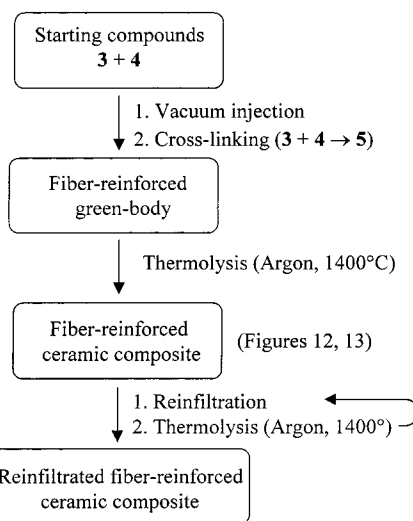 Starting compounds
3 + 4
1. Vacuum injection
2. Cross-linking (3 + 4 → 5)
Fiber-reinforced
green-body
Thermolysis (Argon, 1400°C)
Fiber-reinforced
ceramic composite
(Figures 12, 13)
1. Reinfiltration
2. Thermolysis (Argon, 1400°)
Reinfiltrated fiber-reinforced
ceramic composite